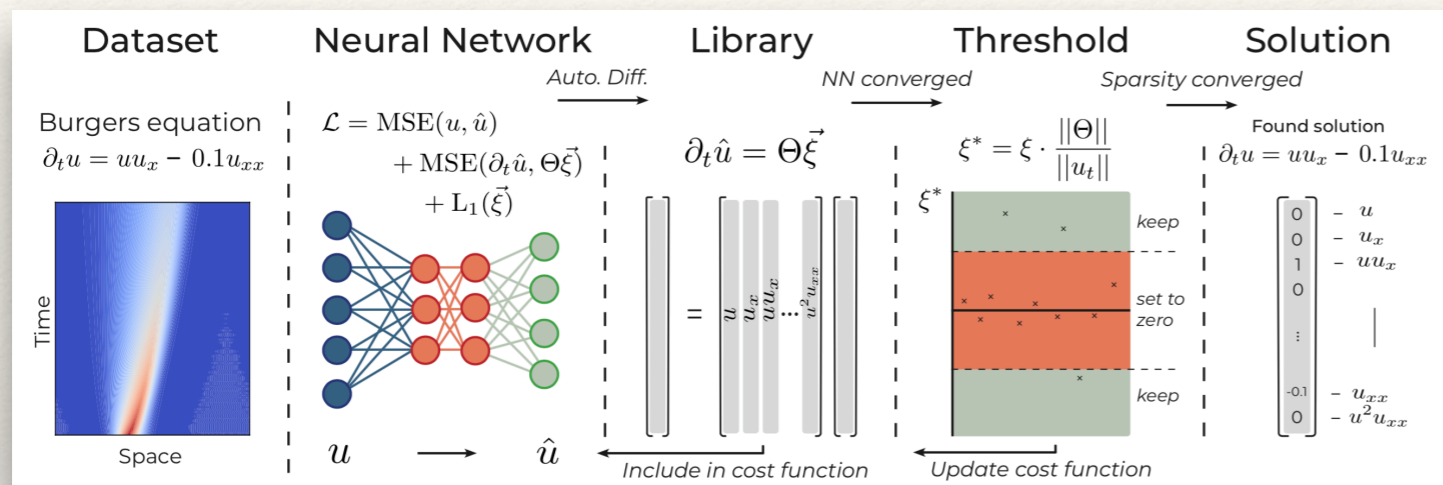 Dataset
Burgers equation
∂ₜu = uuₓ − 0.1uₓₓ
Time
Space
Neural Network
ℒ = MSE(u, û)
+ MSE(∂ₜû, Θξ⃗)
+ L₁(ξ⃗)
u
û
Auto. Diff.
Library
∂ₜû = Θξ⃗
=
u
uₓ
uuₓ
...
u²uₓₓ
Include in cost function
NN converged
Threshold
ξ* = ξ · ||Θ|| / ||uₜ||
ξ*
keep
set to
zero
keep
Update cost function
Sparsity converged
Solution
Found solution
∂ₜu = uuₓ − 0.1uₓₓ
0 – u
0 – uₓ
1 – uuₓ
0
⋮
-0.1 – uₓₓ
0 – u²uₓₓ